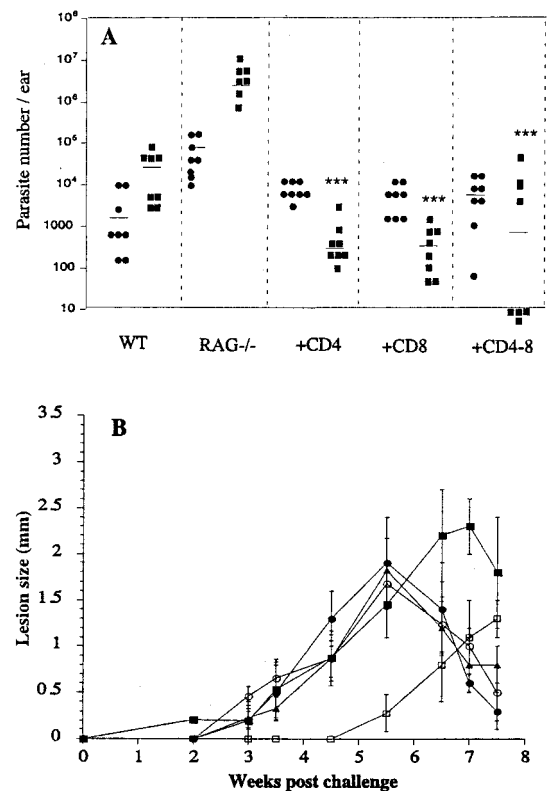 A
10⁸
10⁷
10⁶
10⁵
10⁴
1000
100
10
Parasite number / ear
***
***
***
WT
RAG-/-
+CD4
+CD8
+CD4-8
B
3.5
3
2.5
2
1.5
1
0.5
0
Lesion size (mm)
0
1
2
3
4
5
6
7
8
Weeks post challenge